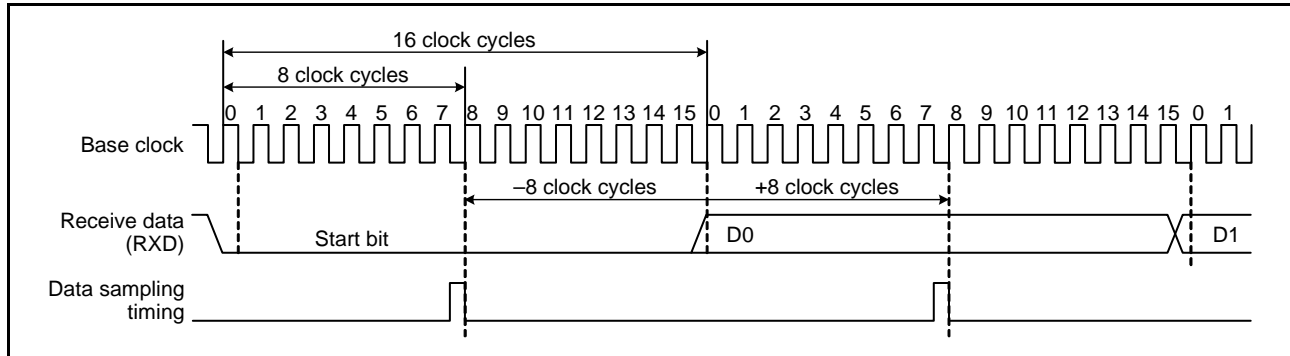 16 clock cycles
8 clock cycles
0 1 2 3 4 5 6 7 8 9 10 11 12 13 14 15 0 1 2 3 4 5 6 7 8 9 10 11 12 13 14 15 0 1
Base clock
–8 clock cycles +8 clock cycles
Receive data
(RXD)
Start bit D0 D1
Data sampling
timing